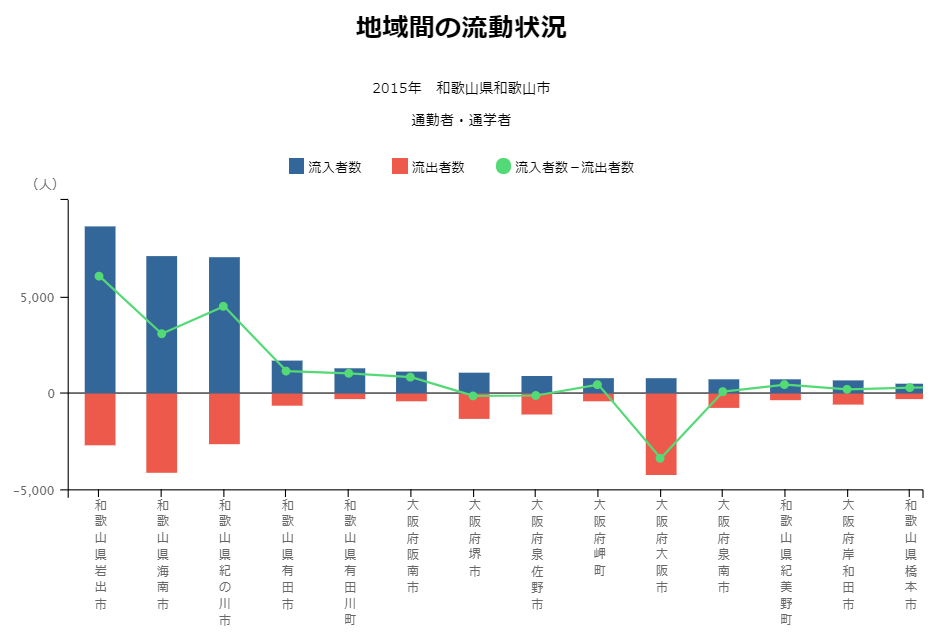 地域間の流動状況
2015年　和歌山県和歌山市
通勤者・通学者
流入者数 流出者数 流入者数－流出者数
（人）
5,000
0
-5,000
和歌山県岩出市
和歌山県海南市
和歌山県紀の川市
和歌山県有田市
和歌山県有田川町
大阪府阪南市
大阪府堺市
大阪府泉佐野市
大阪府岬町
大阪府大阪市
大阪府泉南市
和歌山県紀美野町
大阪府岸和田市
和歌山県橋本市